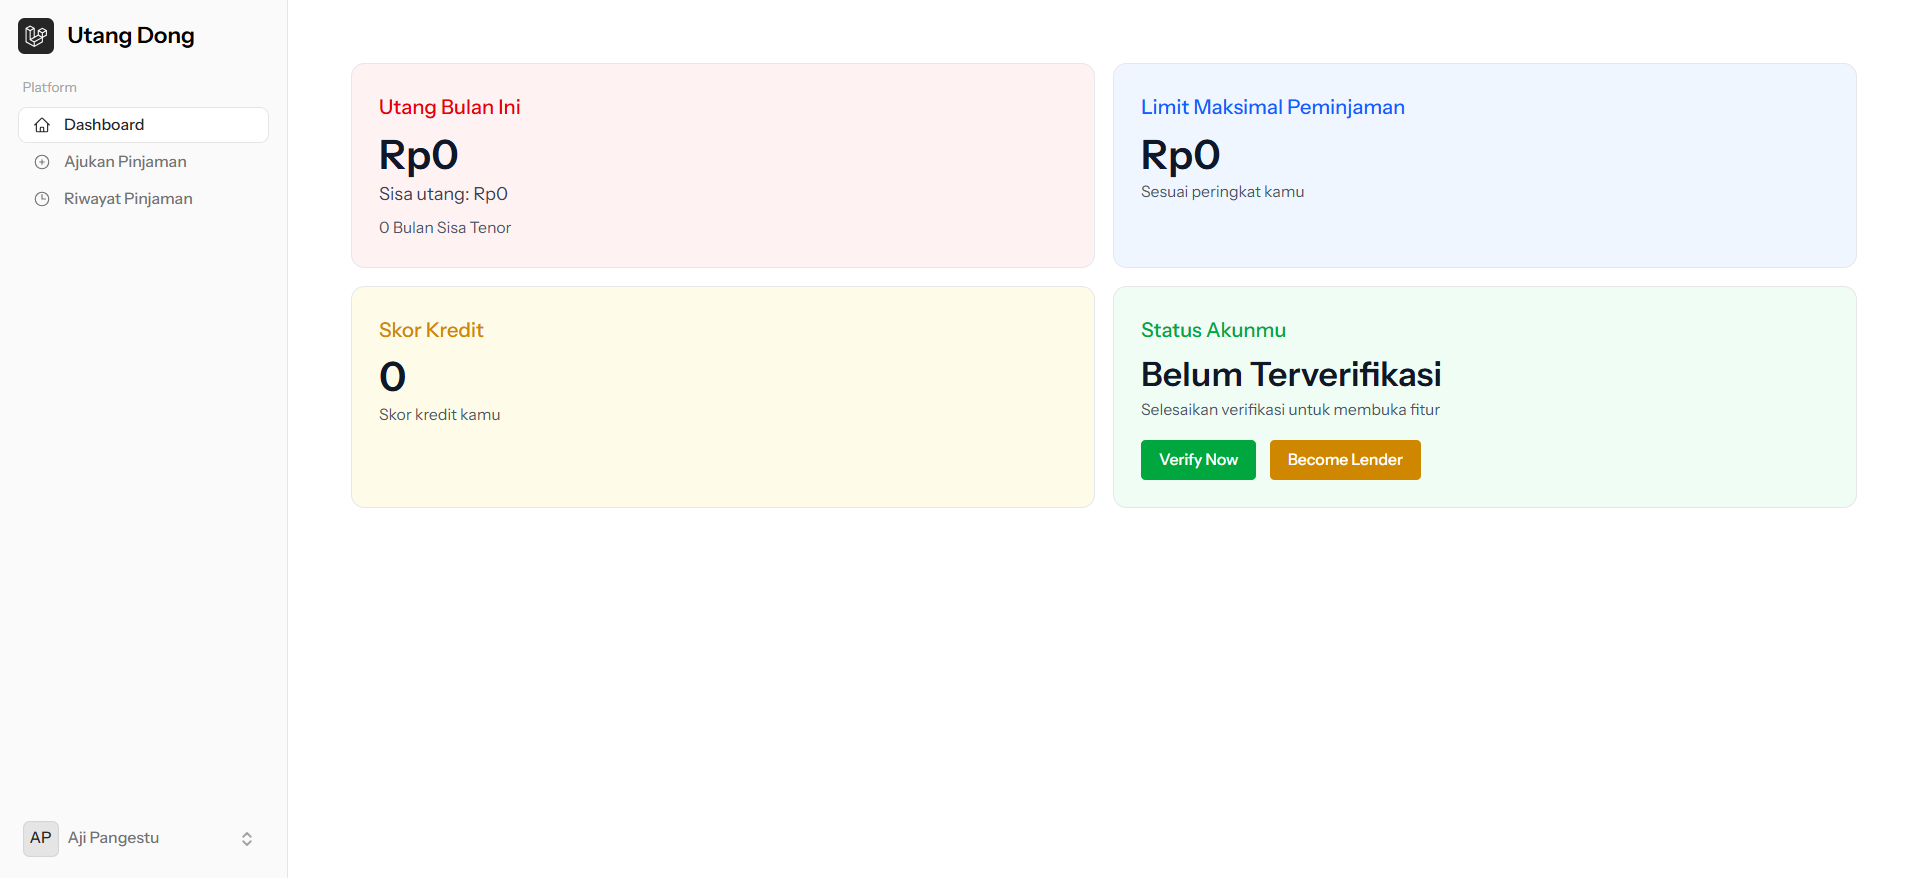 Utang Dong
Platform
Dashboard
Ajukan Pinjaman
Riwayat Pinjaman
Utang Bulan Ini
Rp0
Sisa utang: Rp0
0 Bulan Sisa Tenor
Limit Maksimal Peminjaman
Rp0
Sesuai peringkat kamu
Skor Kredit
0
Skor kredit kamu
Status Akunmu
Belum Terverifikasi
Selesaikan verifikasi untuk membuka fitur
Verify Now Become Lender
AP Aji Pangestu